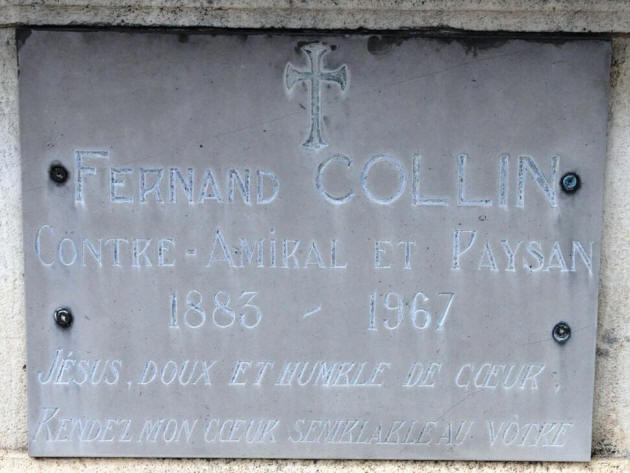 FERNAND COLLIN
CONTRE-AMIRAL ET PAYSAN
1883 - 1967
JÉSUS, DOUX ET HUMBLE DE CŒUR,
RENDEZ MON CŒUR SEMBLABLE AU VÔTRE